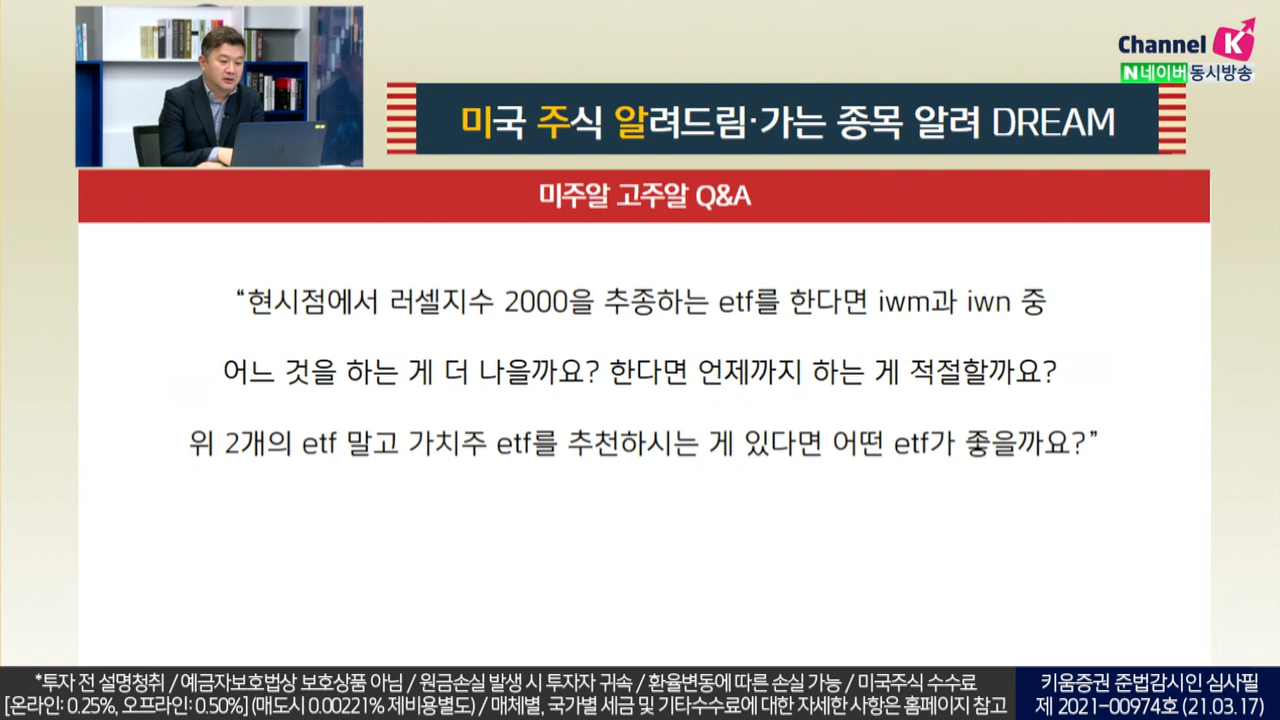 Channel K
N네이버 동시방송
미국 주식 알려드림·가는 종목 알려 DREAM
미주알 고주알 Q&A
“현시점에서 러셀지수 2000을 추종하는 etf를 한다면 iwm과 iwn 중
어느 것을 하는 게 더 나을까요? 한다면 언제까지 하는 게 적절할까요?
위 2개의 etf 말고 가치주 etf를 추천하시는 게 있다면 어떤 etf가 좋을까요?”
*투자 전 설명청취 / 예금자보호법상 보호상품 아님 / 원금손실 발생 시 투자자 귀속 / 환율변동에 따른 손실 가능 / 미국주식 수수료
[온라인: 0.25%, 오프라인: 0.50%] (매도시 0.00221% 제비용별도) / 매체별, 국가별 세금 및 기타수수료에 대한 자세한 사항은 홈페이지 참고
키움증권 준법감시인 심사필
제 2021-00974호 (21.03.17)